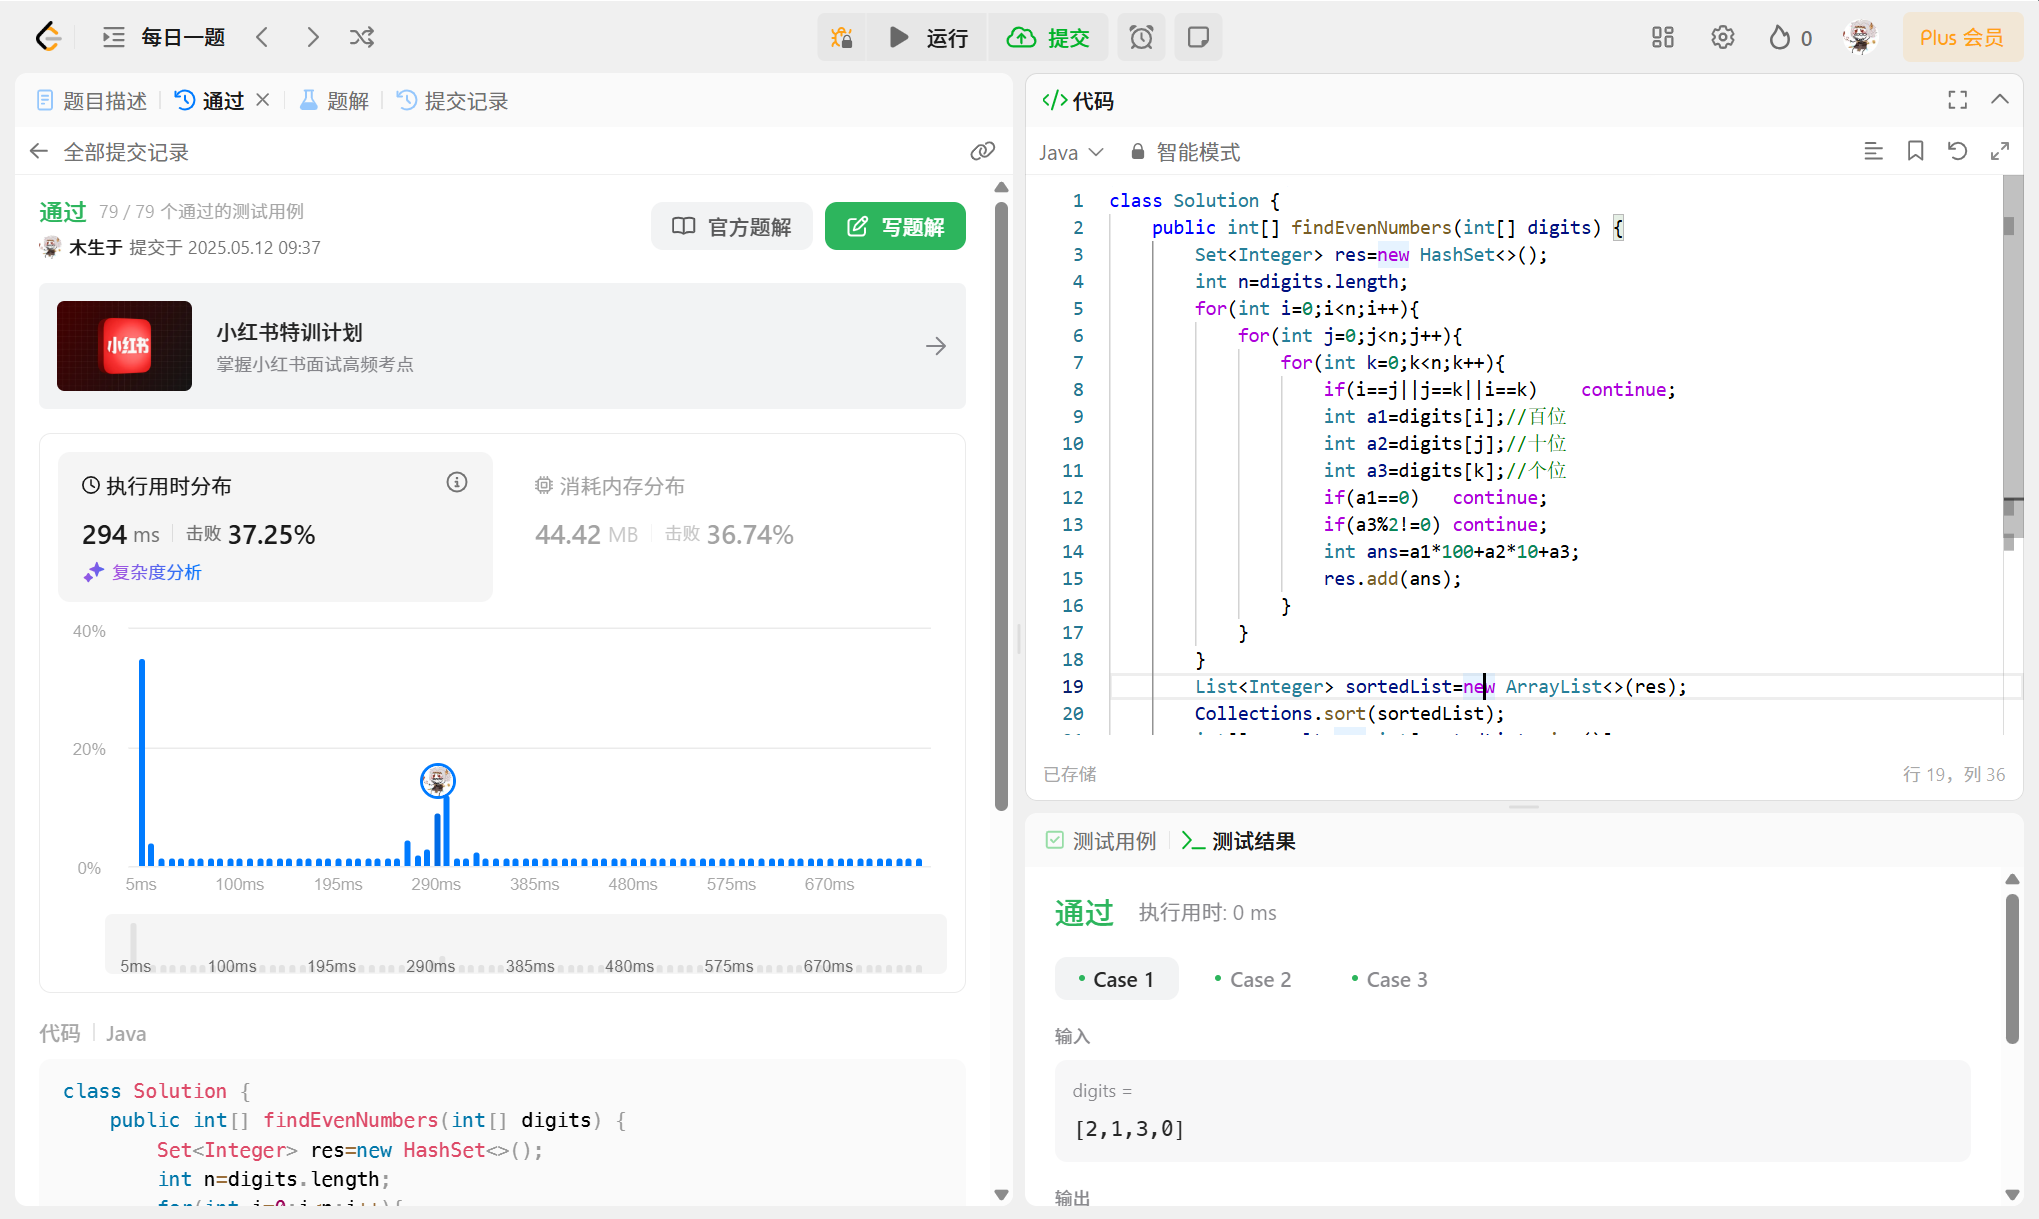 每日一题
运行
提交
0
Plus 会员
题目描述
通过
题解
提交记录
全部提交记录
通过 79 / 79 个通过的测试用例
木生于 提交于 2025.05.12 09:37
官方题解
写题解
小红书
小红书特训计划
掌握小红书面试高频考点
执行用时分布
294 ms 击败 37.25%
复杂度分析
消耗内存分布
44.42 MB 击败 36.74%
40%
20%
0%
5ms 100ms 195ms 290ms 385ms 480ms 575ms 670ms
5ms 100ms 195ms 290ms 385ms 480ms 575ms 670ms
代码 Java
class Solution {
    public int[] findEvenNumbers(int[] digits) {
        Set<Integer> res=new HashSet<>();
        int n=digits.length;
        for(int i=0;i<n;i++){
</> 代码
Java 智能模式
1 class Solution {
2     public int[] findEvenNumbers(int[] digits) {
3         Set<Integer> res=new HashSet<>();
4         int n=digits.length;
5         for(int i=0;i<n;i++){
6             for(int j=0;j<n;j++){
7                 for(int k=0;k<n;k++){
8                     if(i==j||j==k||i==k)    continue;
9                     int a1=digits[i];//百位
10                     int a2=digits[j];//十位
11                     int a3=digits[k];//个位
12                     if(a1==0)   continue;
13                     if(a3%2!=0) continue;
14                     int ans=a1*100+a2*10+a3;
15                     res.add(ans);
16                 }
17             }
18         }
19         List<Integer> sortedList=new ArrayList<>(res);
20         Collections.sort(sortedList);
已存储
行 19，列 36
测试用例
测试结果
通过 执行用时: 0 ms
Case 1
Case 2
Case 3
输入
digits =
[2,1,3,0]
输出